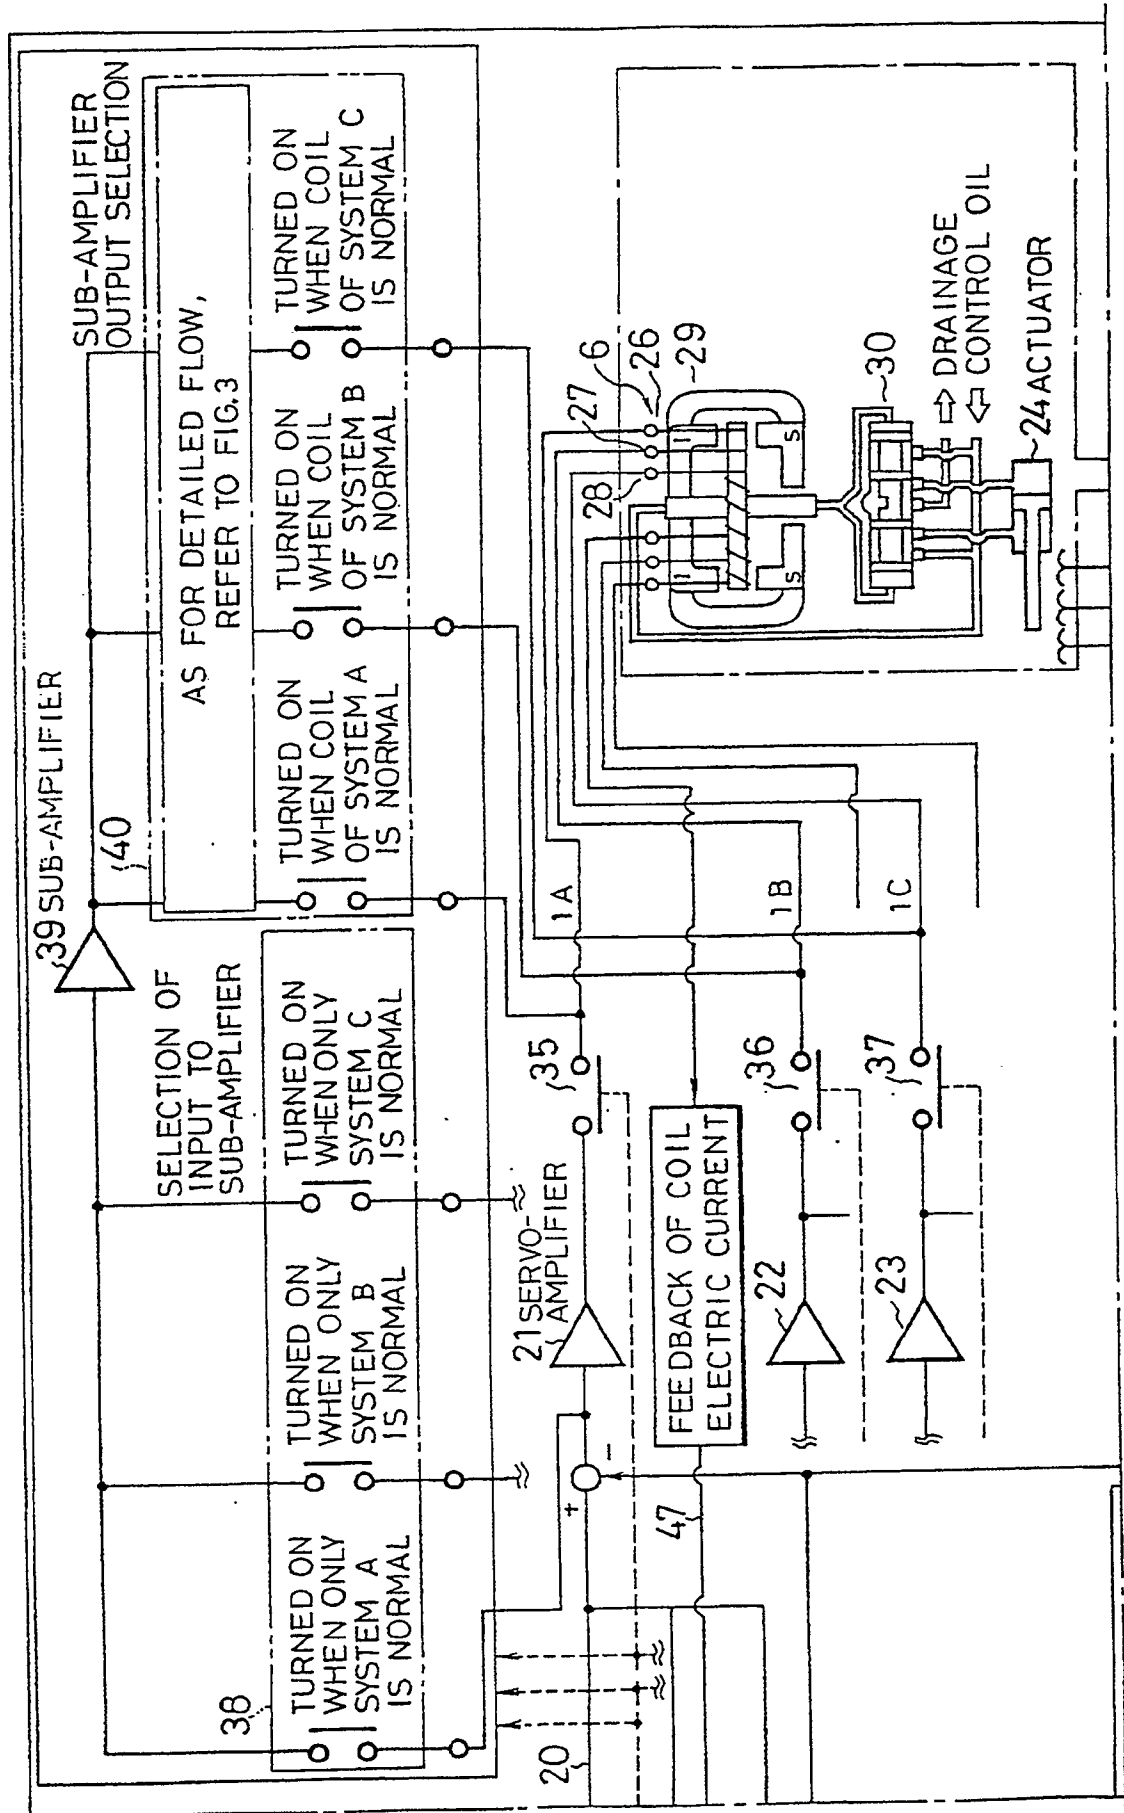 39 SUB-AMPLIFIER
40
SUB-AMPLIFIER
OUTPUT SELECTION
AS FOR DETAILED FLOW,
REFER TO FIG.3
TURNED ON
WHEN COIL
OF SYSTEM A
IS NORMAL
TURNED ON
WHEN COIL
OF SYSTEM B
IS NORMAL
TURNED ON
WHEN COIL
OF SYSTEM C
IS NORMAL
SELECTION OF
INPUT TO
SUB-AMPLIFIER
38
TURNED ON
WHEN ONLY
SYSTEM A
IS NORMAL
TURNED ON
WHEN ONLY
SYSTEM B
IS NORMAL
TURNED ON
WHEN ONLY
SYSTEM C
IS NORMAL
20
+
-
21 SERVO-
AMPLIFIER
35
1A
47
FEEDBACK OF COIL
ELECTRIC CURRENT
22
36
1B
23
37
1C
28
27
6
26
29
S
S
30
DRAINAGE
CONTROL OIL
24 ACTUATOR